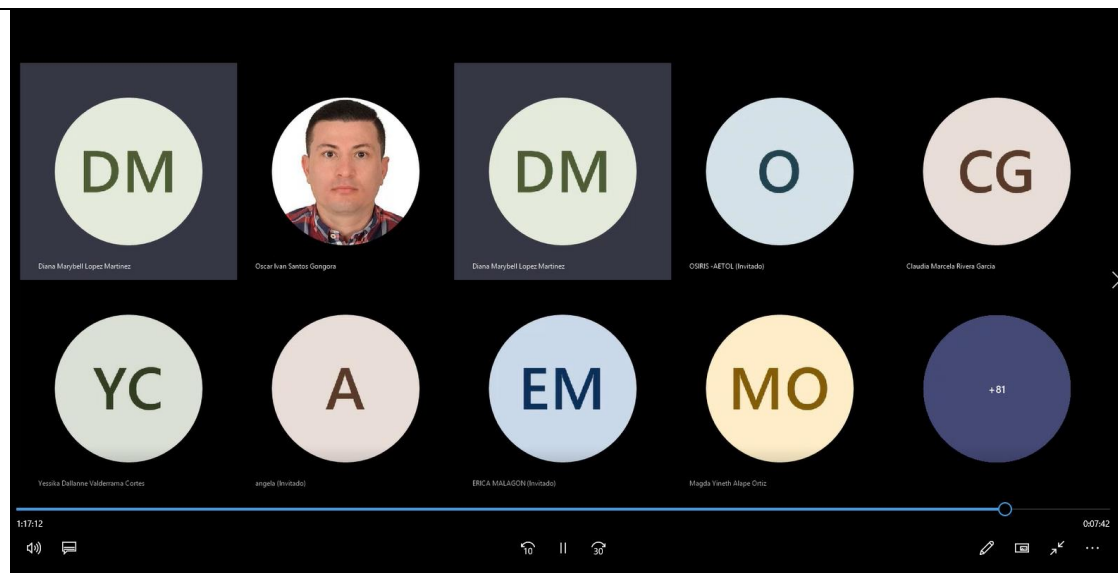 DM
DM
O
CG
Diana Marybell Lopez Martinez
Oscar Ivan Santos Gongora
Diana Marybell Lopez Martinez
OSIRIS -AETOL (Invitado)
Claudia Marcela Rivera Garcia
YC
A
EM
MO
+81
Yessika Dallanne Valderrama Cortes
angela (Invitado)
ERICA MALAGON (Invitado)
Magda Yineth Alape Ortiz
1:17:12
0:07:42
10
30